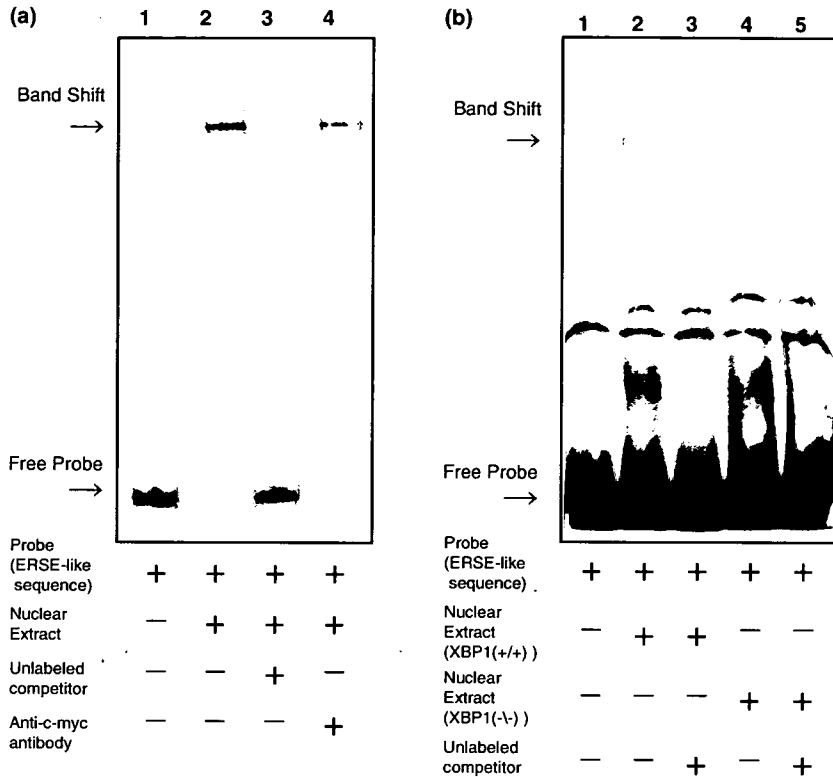 (a)
1 2 3 4
Band Shift
→
Free Probe
→
Probe
(ERSE-like
sequence)
+ + + +
Nuclear
Extract
− + + +
Unlabeled
competitor
− − + −
Anti-c-myc
antibody
− − − +
(b)
1 2 3 4 5
Band Shift
→
Free Probe
→
Probe
(ERSE-like
sequence)
+ + + + +
Nuclear
Extract
(XBP1(+/+) )
− + + − −
Nuclear
Extract
(XBP1(-\-) )
− − − + +
Unlabeled
competitor
− − + − +